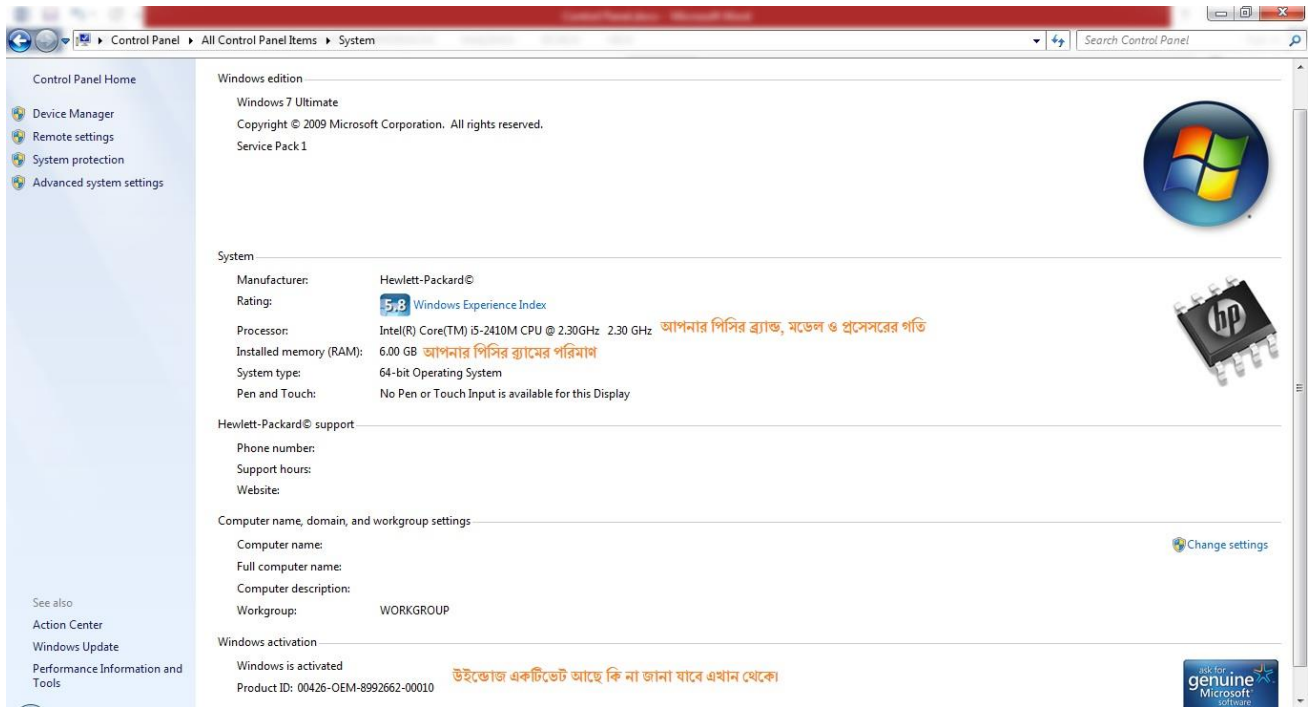 Control Panel.docx - Microsoft Word
Control Panel All Control Panel Items System
Search Control Panel
Control Panel Home
Device Manager
Remote settings
System protection
Advanced system settings
See also
Action Center
Windows Update
Performance Information and
Tools
Windows edition
Windows 7 Ultimate
Copyright © 2009 Microsoft Corporation. All rights reserved.
Service Pack 1
System
Manufacturer: Hewlett-Packard©
Rating: 5,8 Windows Experience Index
Processor: Intel(R) Core(TM) i5-2410M CPU @ 2.30GHz 2.30 GHz আপনার পিসির ব্র্যান্ড, মডেল ও প্রসেসরের গতি
Installed memory (RAM): 6.00 GB আপনার পিসির র‍্যামের পরিমাণ
System type: 64-bit Operating System
Pen and Touch: No Pen or Touch Input is available for this Display
hp
Hewlett-Packard© support
Phone number:
Support hours:
Website:
Computer name, domain, and workgroup settings
Computer name:
Change settings
Full computer name:
Computer description:
Workgroup: WORKGROUP
Windows activation
Windows is activated
উইন্ডোজ একটিভেট আছে কি না জানা যাবে এখান থেকে।
Product ID: 00426-OEM-8992662-00010
ask for
genuine
Microsoft
software